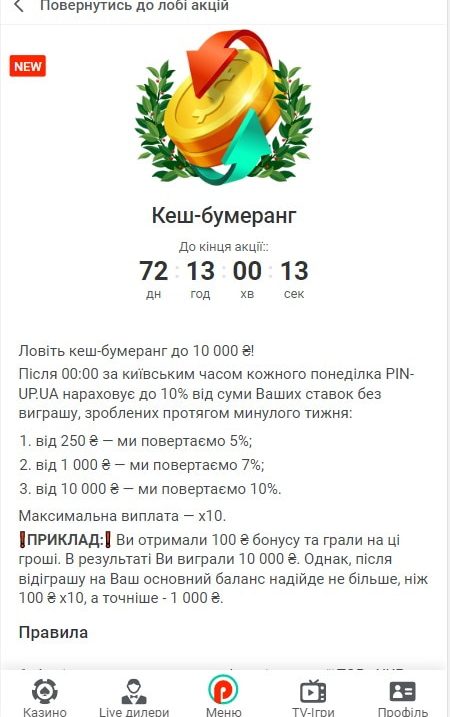 Повернутись до лобі акцій
NEW
Кеш-бумеранг
До кінця акції::
72 : 13 : 00 : 13
дн год хв сек
Ловіть кеш-бумеранг до 10 000 ₴!
Після 00:00 за київським часом кожного понеділка PIN-
UP.UA нараховує до 10% від суми Ваших ставок без
виграшу, зроблених протягом минулого тижня:
1. від 250 ₴ — ми повертаємо 5%;
2. від 1 000 ₴ — ми повертаємо 7%;
3. від 10 000 ₴ — ми повертаємо 10%.
Максимальна виплата — x10.
❗ПРИКЛАД:❗ Ви отримали 100 ₴ бонусу та грали на ці
гроші. В результаті Ви виграли 10 000 ₴. Однак, після
відіграшу на Ваш основний баланс надійде не більше, ніж
100 ₴ x10, а точніше - 1 000 ₴.
Правила
Казино Live дилери Меню TV-Ігри Профіль